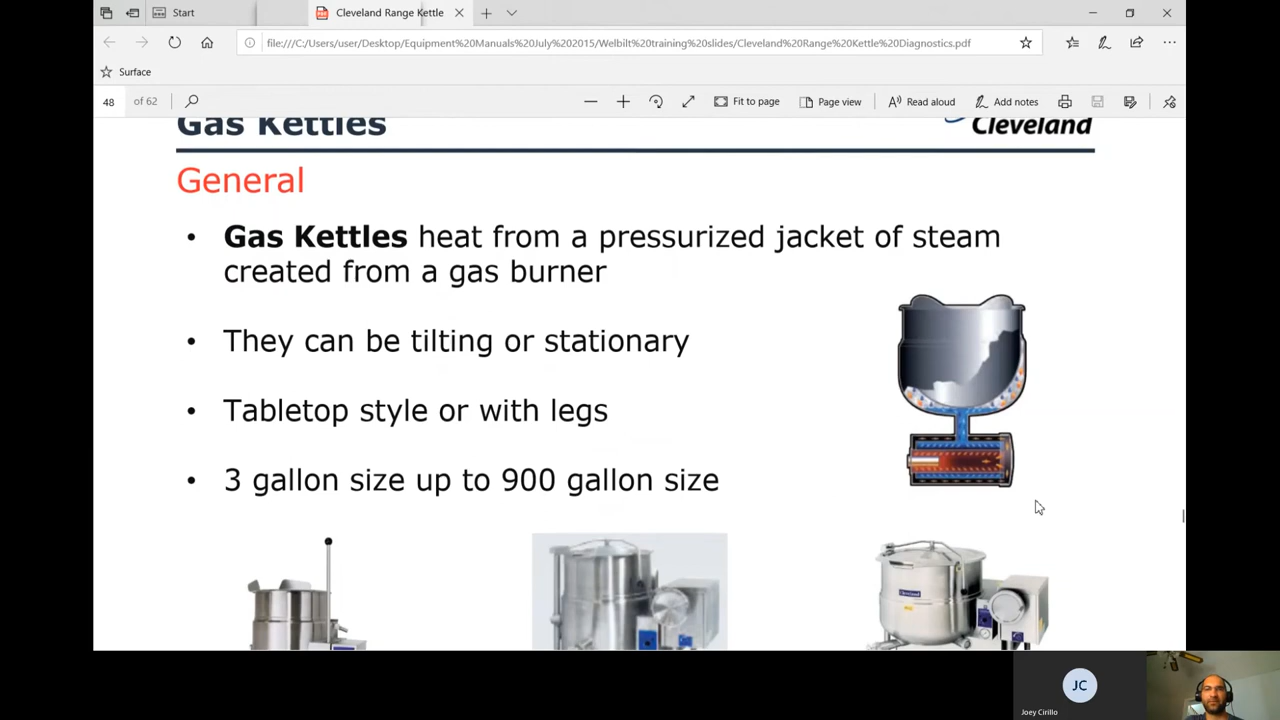 Start
Cleveland Range Kettle
file:///C:/Users/user/Desktop/Equipment%20Manuals%20July%202015/Welbilt%20training%20slides/Cleveland%20Range%20Kettle%20Diagnostics.pdf
Surface
48 of 62
Fit to page
Page view
Read aloud
Add notes
Gas Kettles
Cleveland
General
• Gas Kettles heat from a pressurized jacket of steam
created from a gas burner
• They can be tilting or stationary
• Tabletop style or with legs
• 3 gallon size up to 900 gallon size
Cleveland
JC
Joey Cirillo